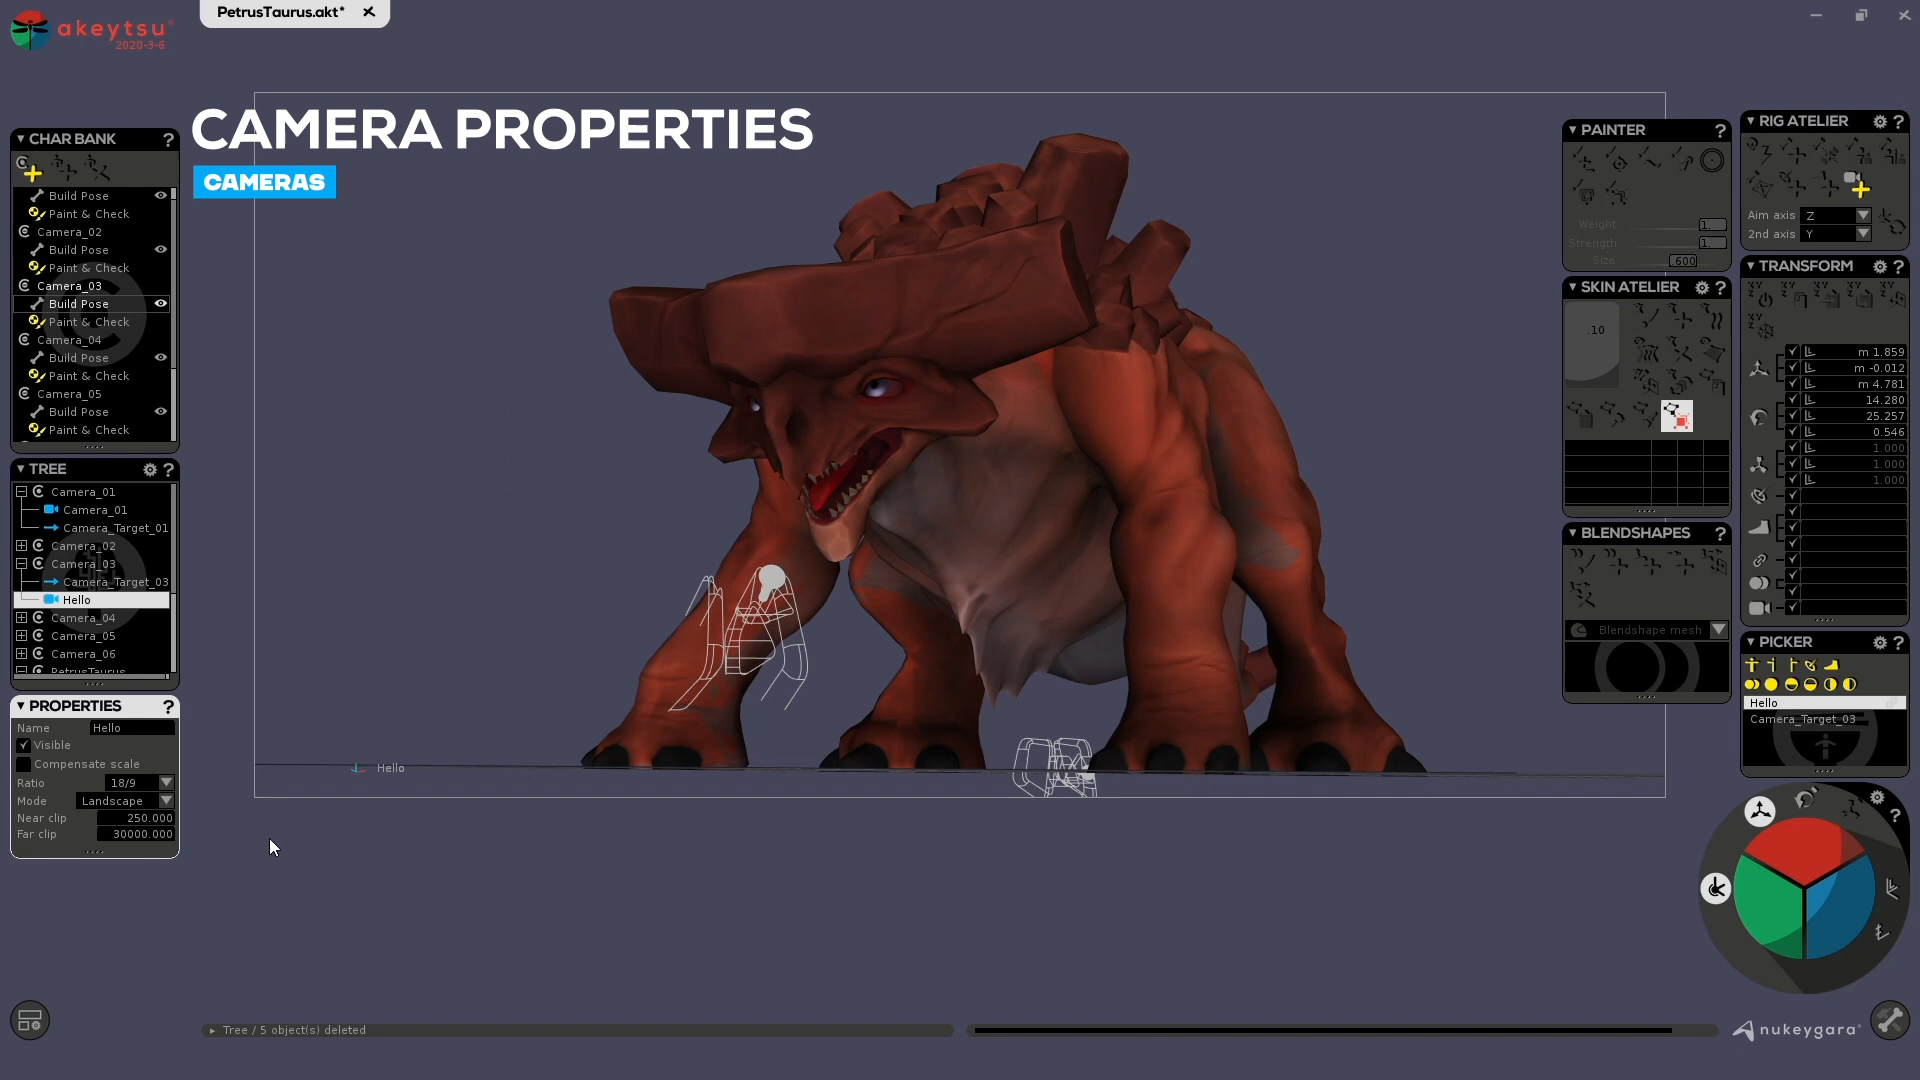 PetrusTaurus.akt*
akeytsu
2020-3-6
CAMERA PROPERTIES
CAMERAS
CHAR BANK ?
Build Pose
Paint & Check
Camera_02
Build Pose
Paint & Check
Camera_03
Build Pose
Paint & Check
Camera_04
Build Pose
Paint & Check
Camera_05
Build Pose
Paint & Check
TREE ?
Camera_01
Camera_01
Camera_Target_01
Camera_02
Camera_03
Camera_Target_03
Hello
Camera_04
Camera_05
Camera_06
PetrusTaurus
PROPERTIES ?
Name Hello
Visible
Compensate scale
Ratio 18/9
Mode Landscape
Near clip 250.000
Far clip 30000.000
Hello
Tree / 5 object(s) deleted
PAINTER ?
Weight 1.
Strength 1.
Size .600
SKIN ATELIER ?
.10
BLENDSHAPES ?
Blendshape mesh
RIG ATELIER ?
Aim axis Z
2nd axis Y
TRANSFORM ?
m 1.859
m -0.012
m 4.781
14.280
25.257
0.546
1.000
1.000
1.000
PICKER ?
Hello
Camera_Target_03
?
nukeygara